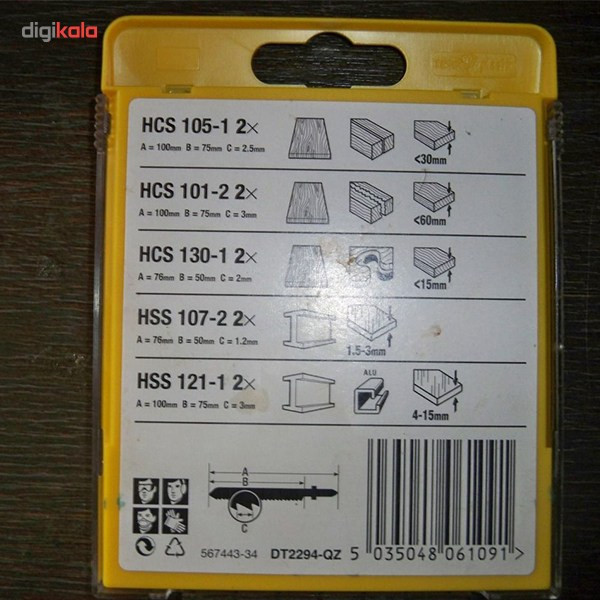 digikala
HCS 105-1 2×
A = 100mm B = 75mm C = 2.5mm
<30mm
HCS 101-2 2×
A = 100mm B = 75mm C = 3mm
<60mm
HCS 130-1 2×
A = 76mm B = 50mm C = 2mm
<15mm
HSS 107-2 2×
A = 76mm B = 50mm C = 1.2mm
1.5-3mm
HSS 121-1 2×
A = 100mm B = 75mm C = 3mm
ALU
4-15mm
A
B
C
567443-34 DT2294-QZ 5 035048 061091 >